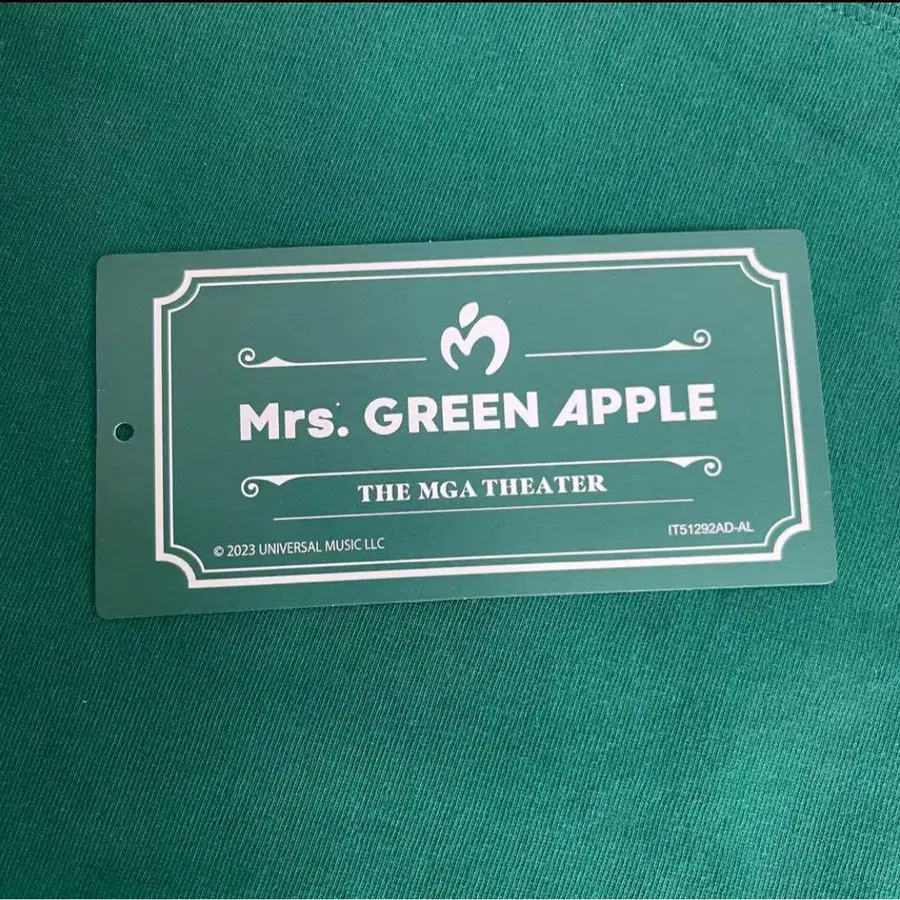 Mrs. GREEN APPLE
THE MGA THEATER
IT51292AD-AL
© 2023 UNIVERSAL MUSIC LLC